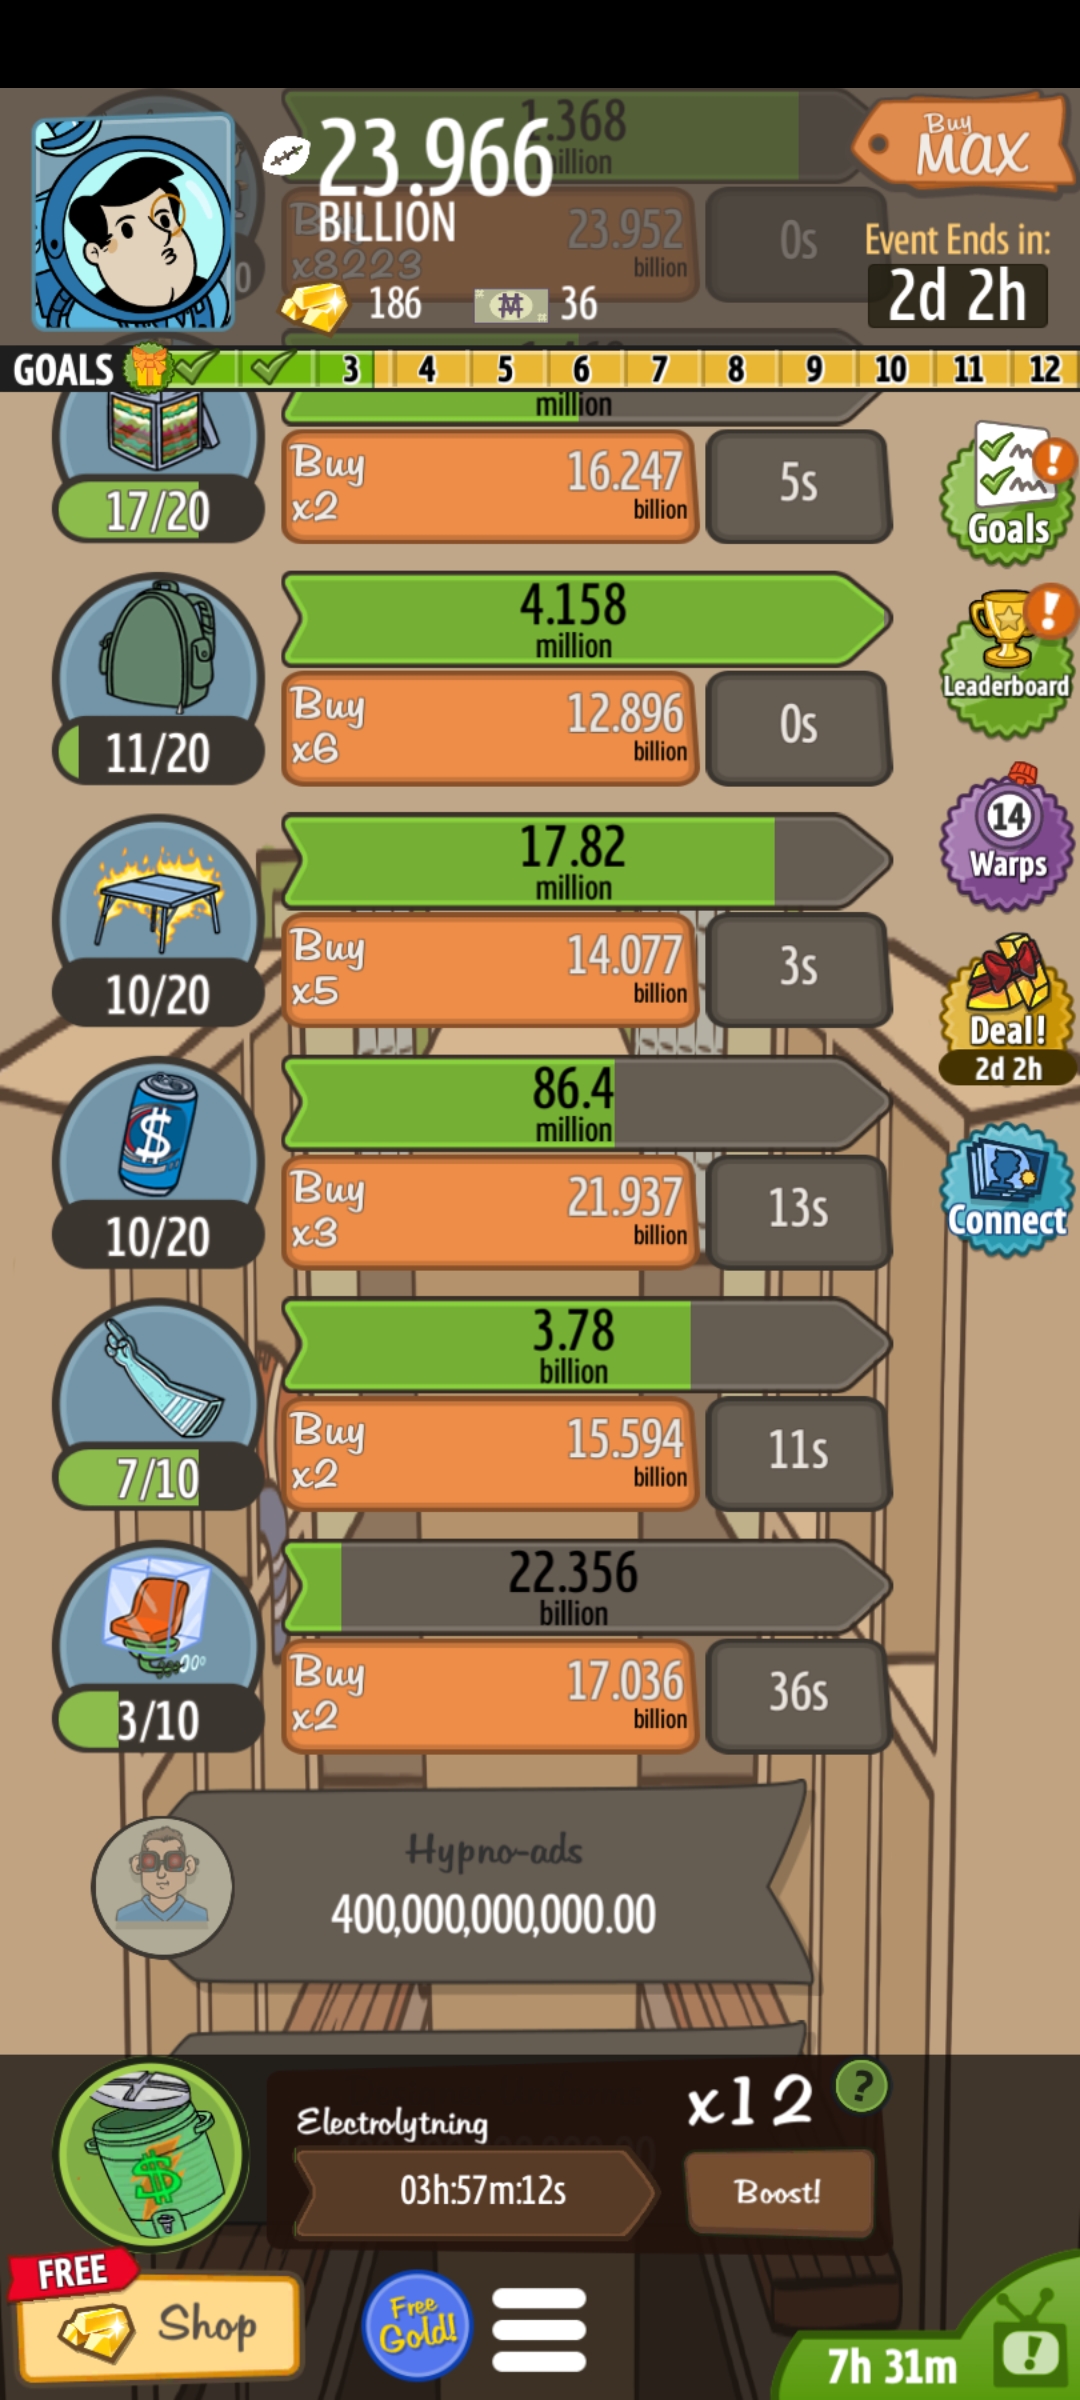 1.368
million
23.966
BILLION
Buy
MAX
Buy
x8223
23.952
billion
0s
186
36
Event Ends in:
2d 2h
GOALS 3 4 5 6 7 8 9 10 11 12
million
17/20
Buy
x2
16.247
billion
5s
Goals
4.158
million
11/20
Buy
x6
12.896
billion
0s
Leaderboard
17.82
million
10/20
Buy
x5
14.077
billion
3s
14
Warps
Deal!
2d 2h
86.4
million
10/20
Buy
x3
21.937
billion
13s
Connect
3.78
billion
7/10
Buy
x2
15.594
billion
11s
22.356
billion
3/10
Buy
x2
17.036
billion
36s
Hypno-ads
400,000,000,000.00
Electrolytning
x12
?
03h:57m:12s
Boost!
FREE
Shop
Free
Gold!
7h 31m